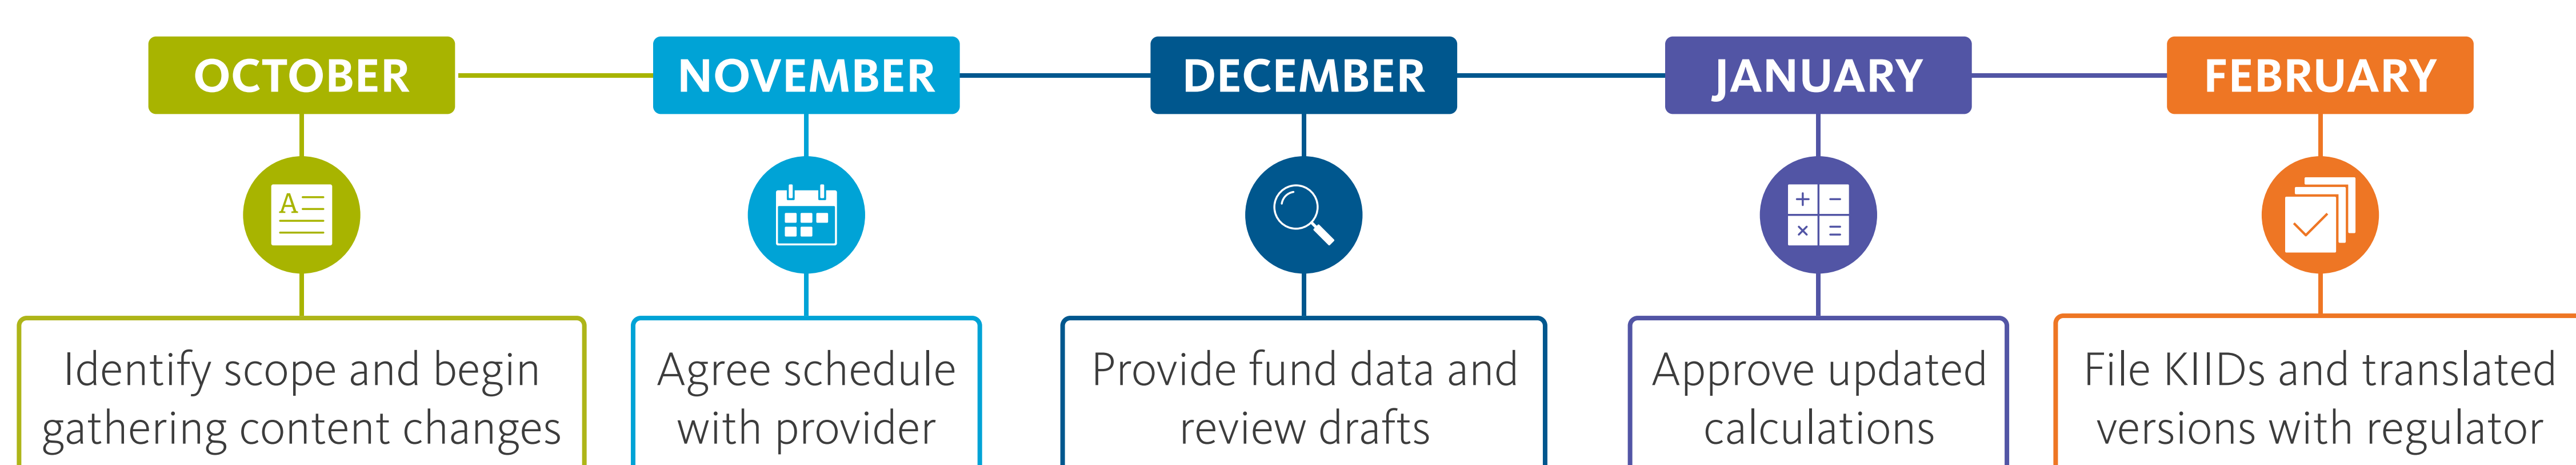 OCTOBER
NOVEMBER
DECEMBER
JANUARY
FEBRUARY
A
+ -
× =
Identify scope and begin
gathering content changes
Agree schedule
with provider
Provide fund data and
review drafts
Approve updated
calculations
File KIIDs and translated
versions with regulator